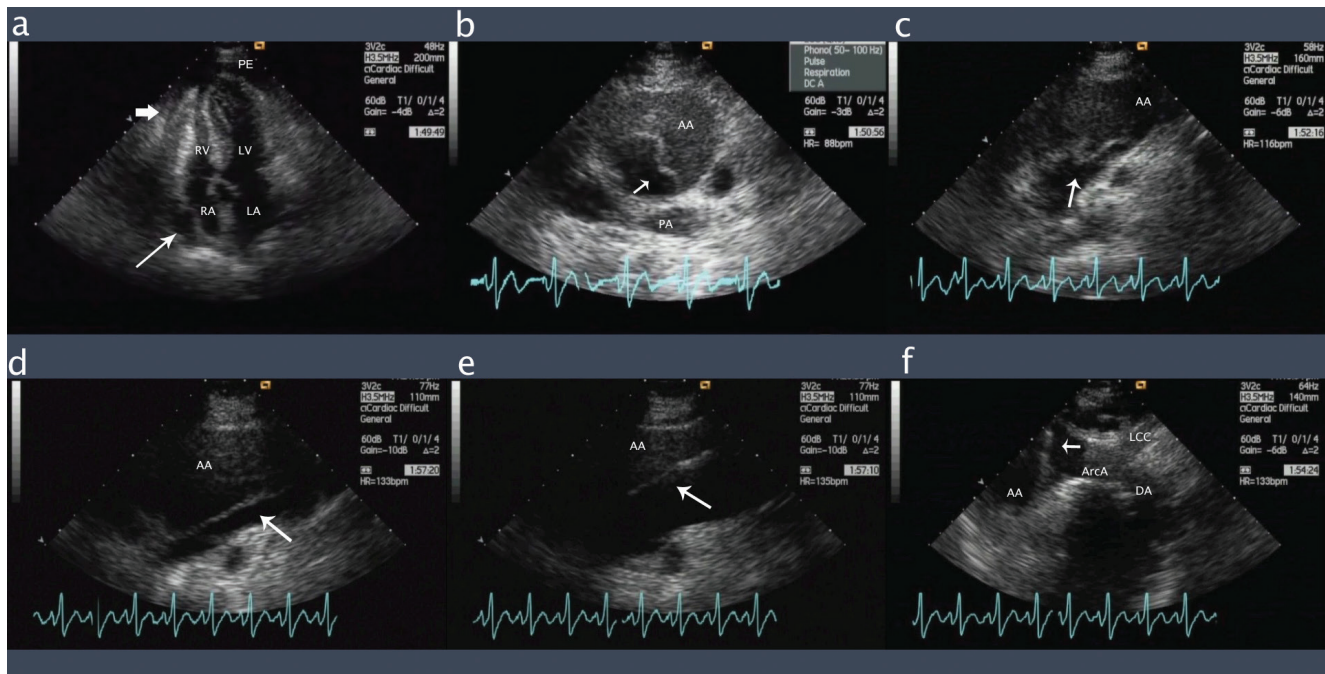 a
3V2c 48Hz
H3.5MHz 200mm
Cardiac Difficult
General
60dB T1/ 0/1/ 4
Gain= -4dB Δ=2
1:49:49
PE
RV LV
RA LA
b
Phono( 50- 100 Hz)
Pulse
Respiration
DC A
60dB T1/ 0/1/ 4
Gain= -3dB Δ=2
1:50:56
HR= 88bpm
AA
PA
c
3V2c 58Hz
H3.5MHz 160mm
Cardiac Difficult
General
60dB T1/ 0/1/ 4
Gain= -6dB Δ=2
1:52:16
HR=116bpm
AA
d
3V2c 77Hz
H3.5MHz 110mm
Cardiac Difficult
General
60dB T1/ 0/1/ 4
Gain=-10dB Δ=2
1:57:20
HR=133bpm
AA
e
3V2c 77Hz
H3.5MHz 110mm
Cardiac Difficult
General
60dB T1/ 0/1/ 4
Gain=-10dB Δ=2
1:57:10
HR=135bpm
AA
f
3V2c 64Hz
H3.5MHz 140mm
Cardiac Difficult
General
60dB T1/ 0/1/ 4
Gain= -6dB Δ=2
1:54:24
HR=133bpm
LCC
ArcA
AA DA